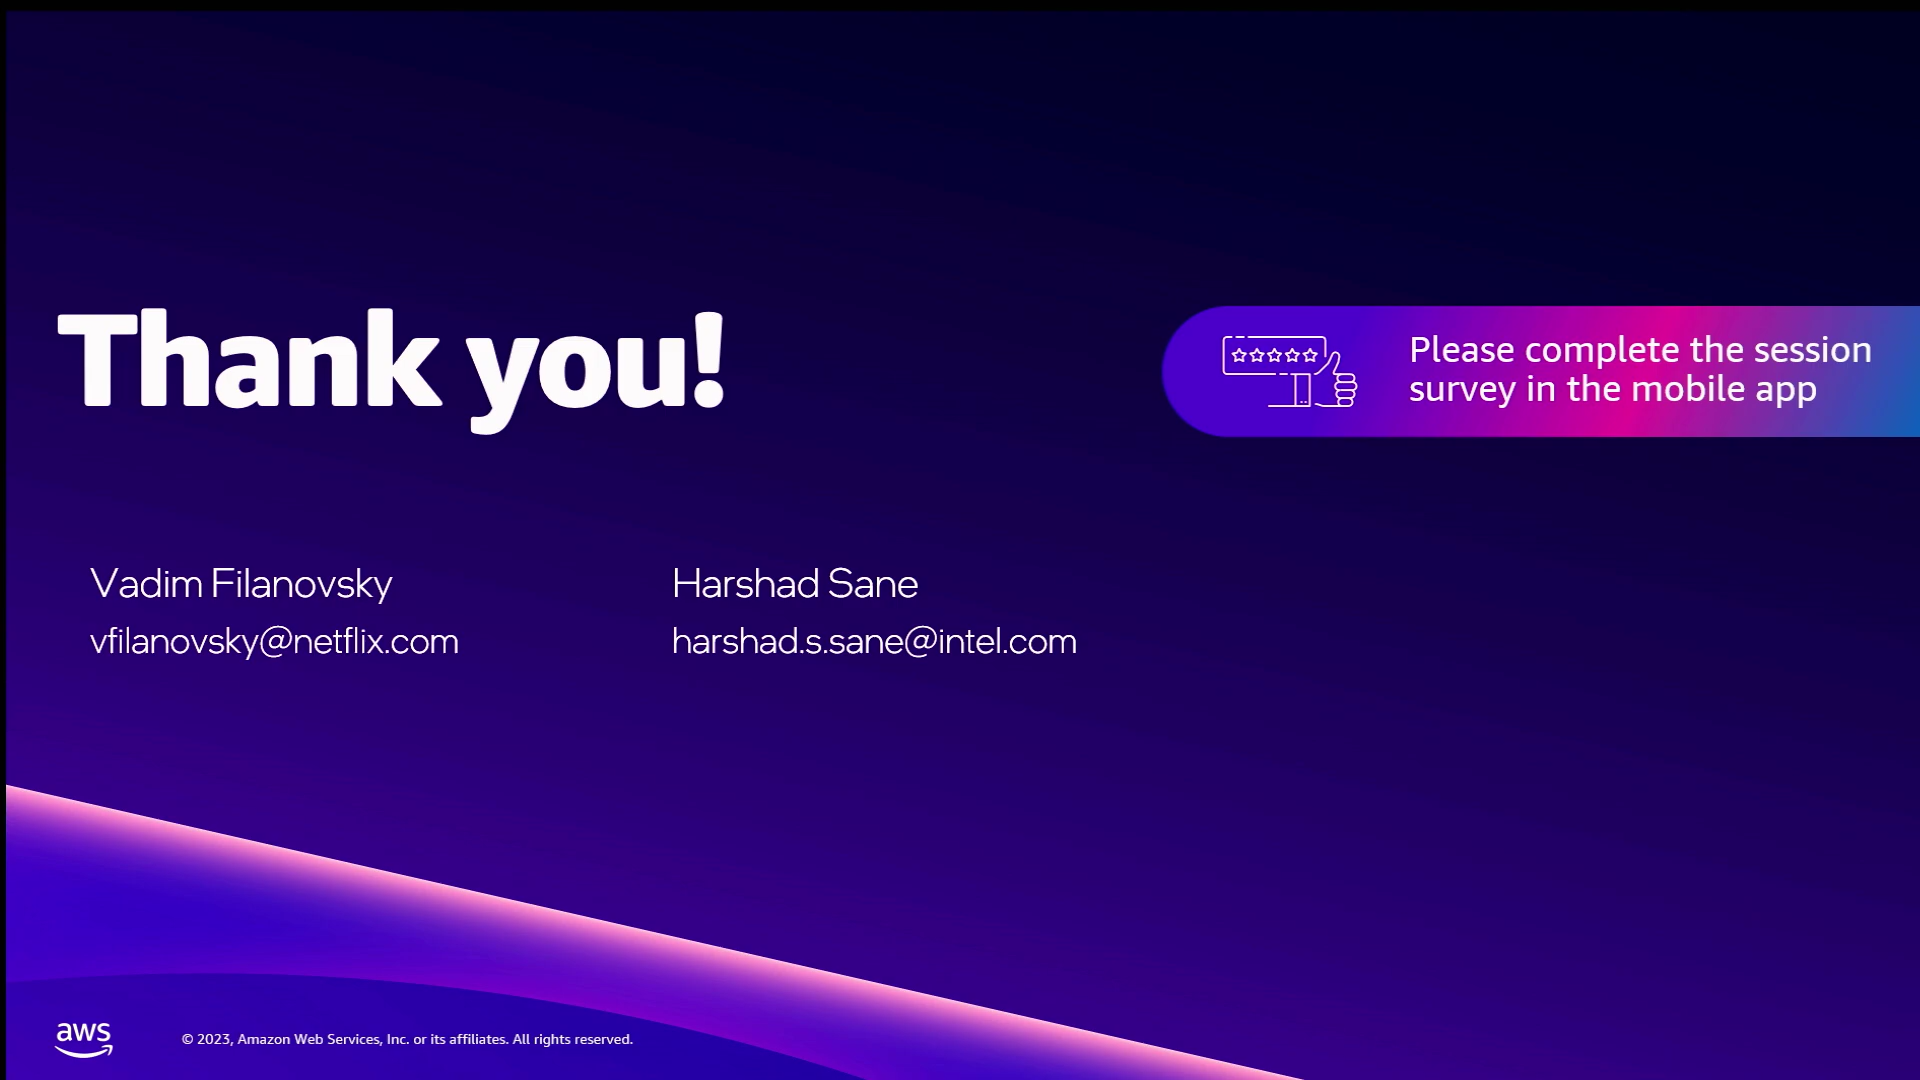 Thank you!
Please complete the session
survey in the mobile app
Vadim Filanovsky
vfilanovsky@netflix.com
Harshad Sane
harshad.s.sane@intel.com
aws
© 2023, Amazon Web Services, Inc. or its affiliates. All rights reserved.